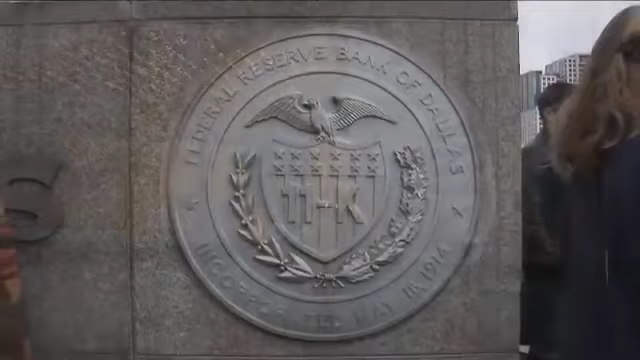 FEDERAL RESERVE BANK OF DALLAS
11-K
INCORPORATED MAY 18, 1914
S